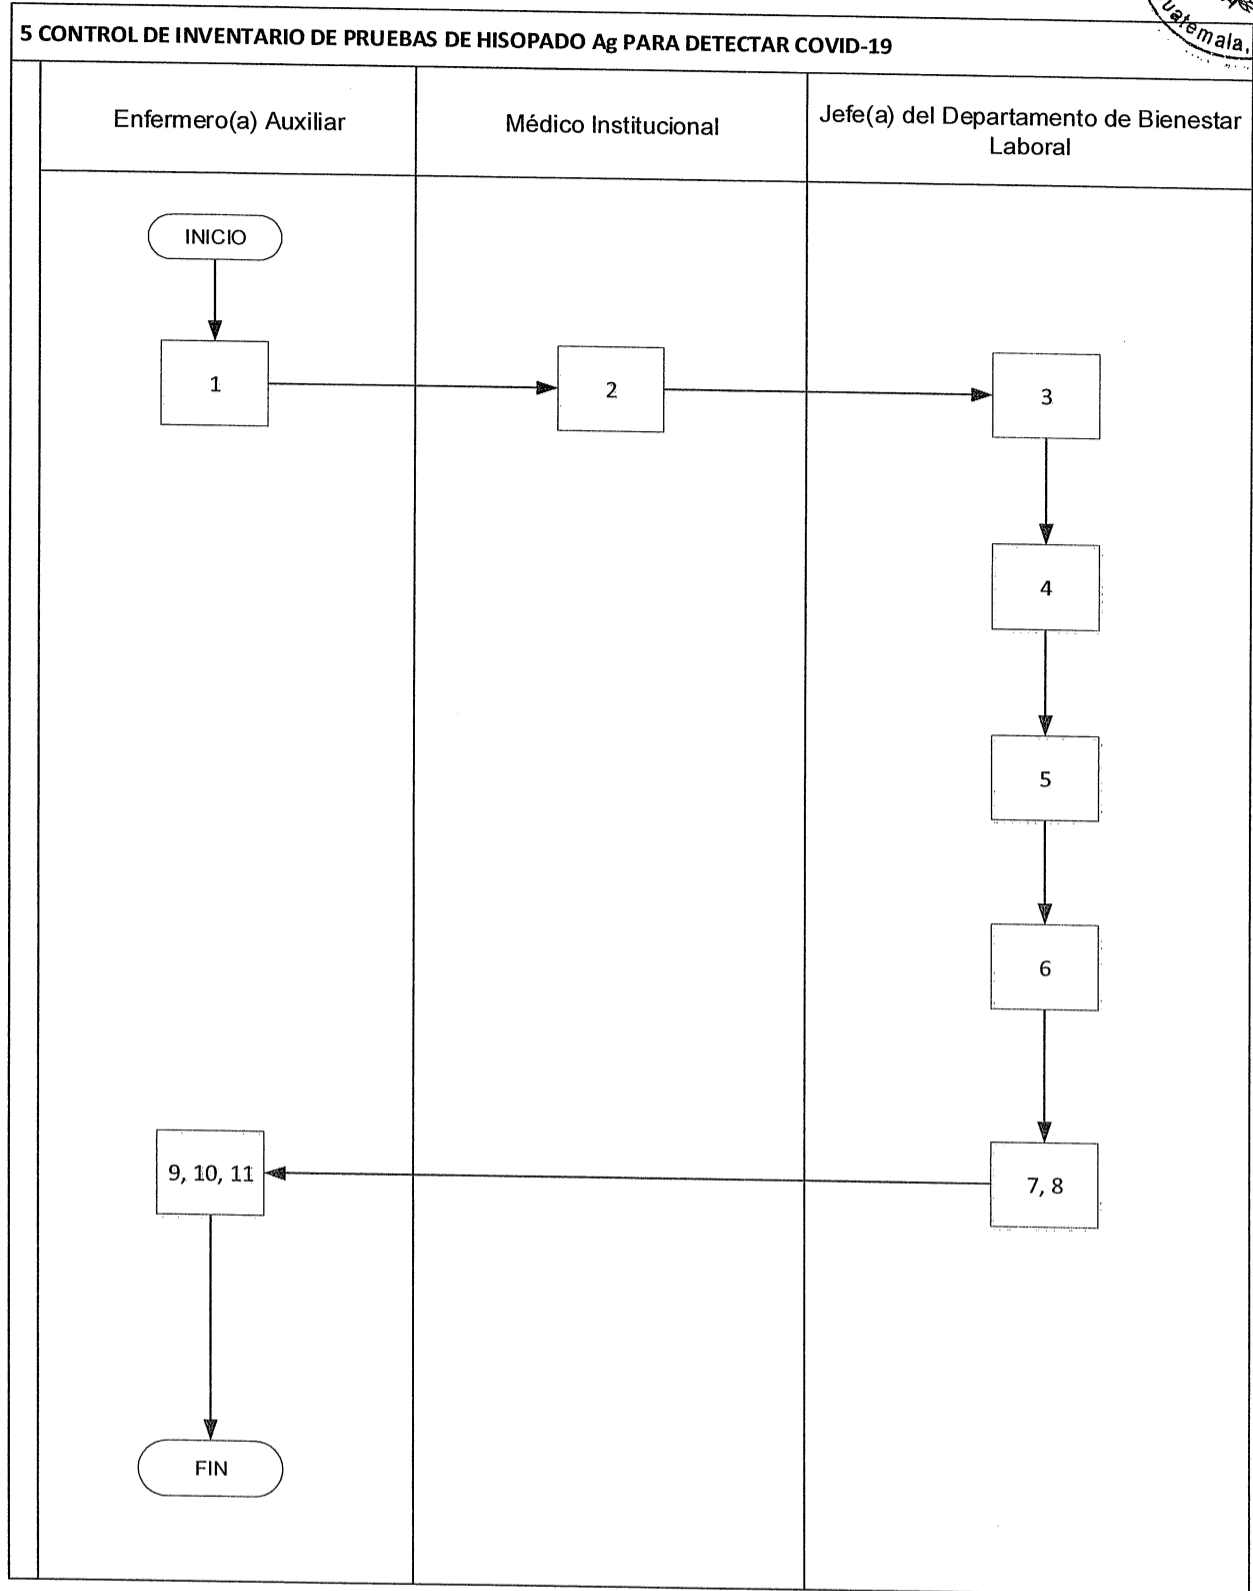 5 CONTROL DE INVENTARIO DE PRUEBAS DE HISOPADO Ag PARA DETECTAR COVID-19
uatemala,
Enfermero(a) Auxiliar
Médico Institucional
Jefe(a) del Departamento de Bienestar
Laboral
INICIO
1
2
3
4
5
6
9, 10, 11
7, 8
FIN